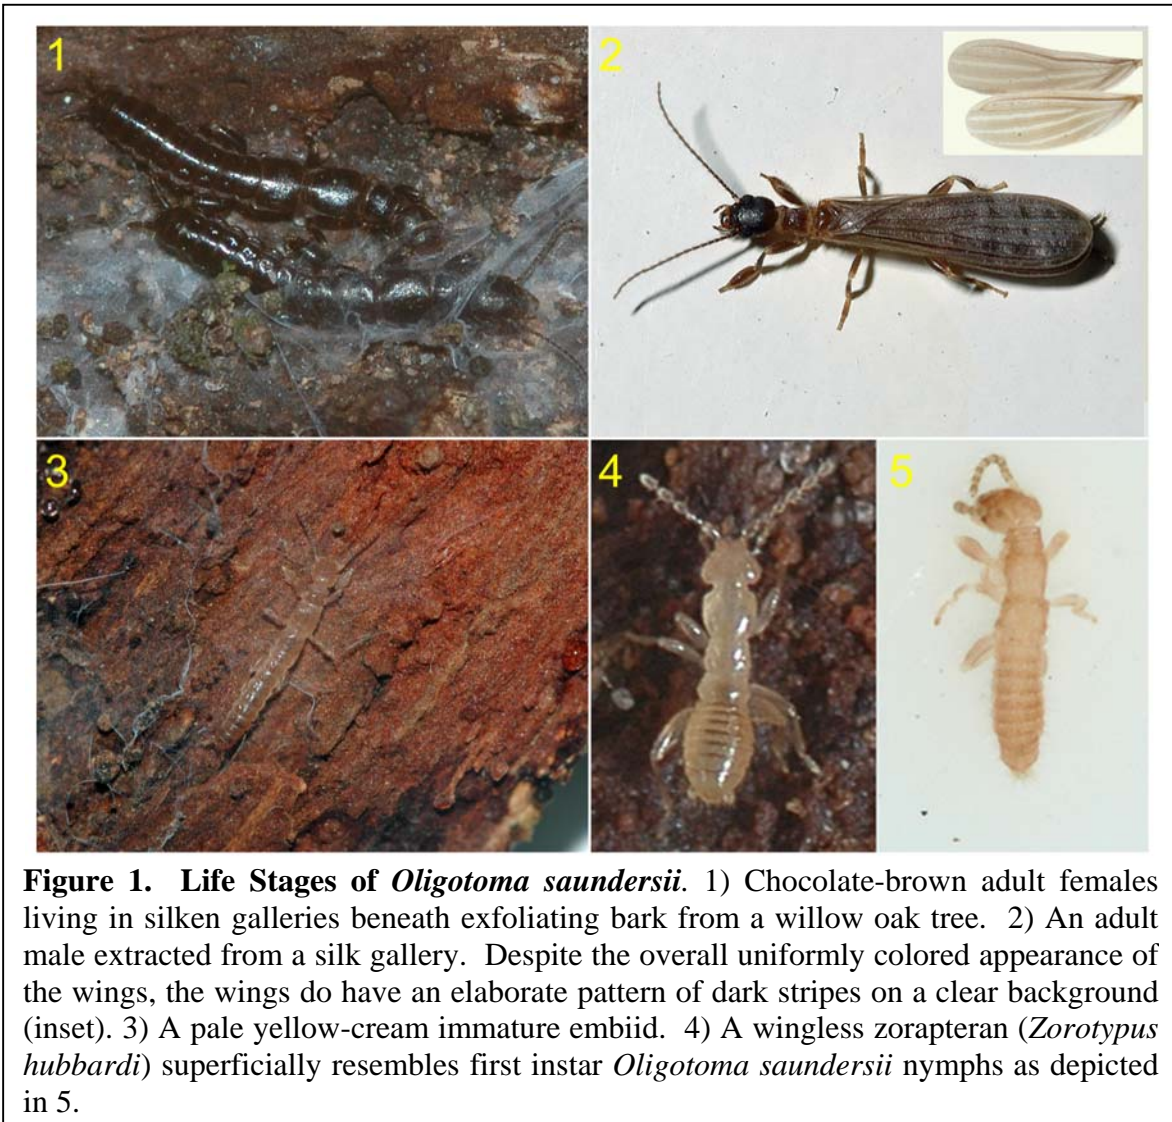 1
2
3
4
5
Figure 1. Life Stages of Oligotoma saundersii. 1) Chocolate-brown adult females
living in silken galleries beneath exfoliating bark from a willow oak tree. 2) An adult
male extracted from a silk gallery. Despite the overall uniformly colored appearance of
the wings, the wings do have an elaborate pattern of dark stripes on a clear background
(inset). 3) A pale yellow-cream immature embiid. 4) A wingless zorapteran (Zorotypus
hubbardi) superficially resembles first instar Oligotoma saundersii nymphs as depicted
in 5.